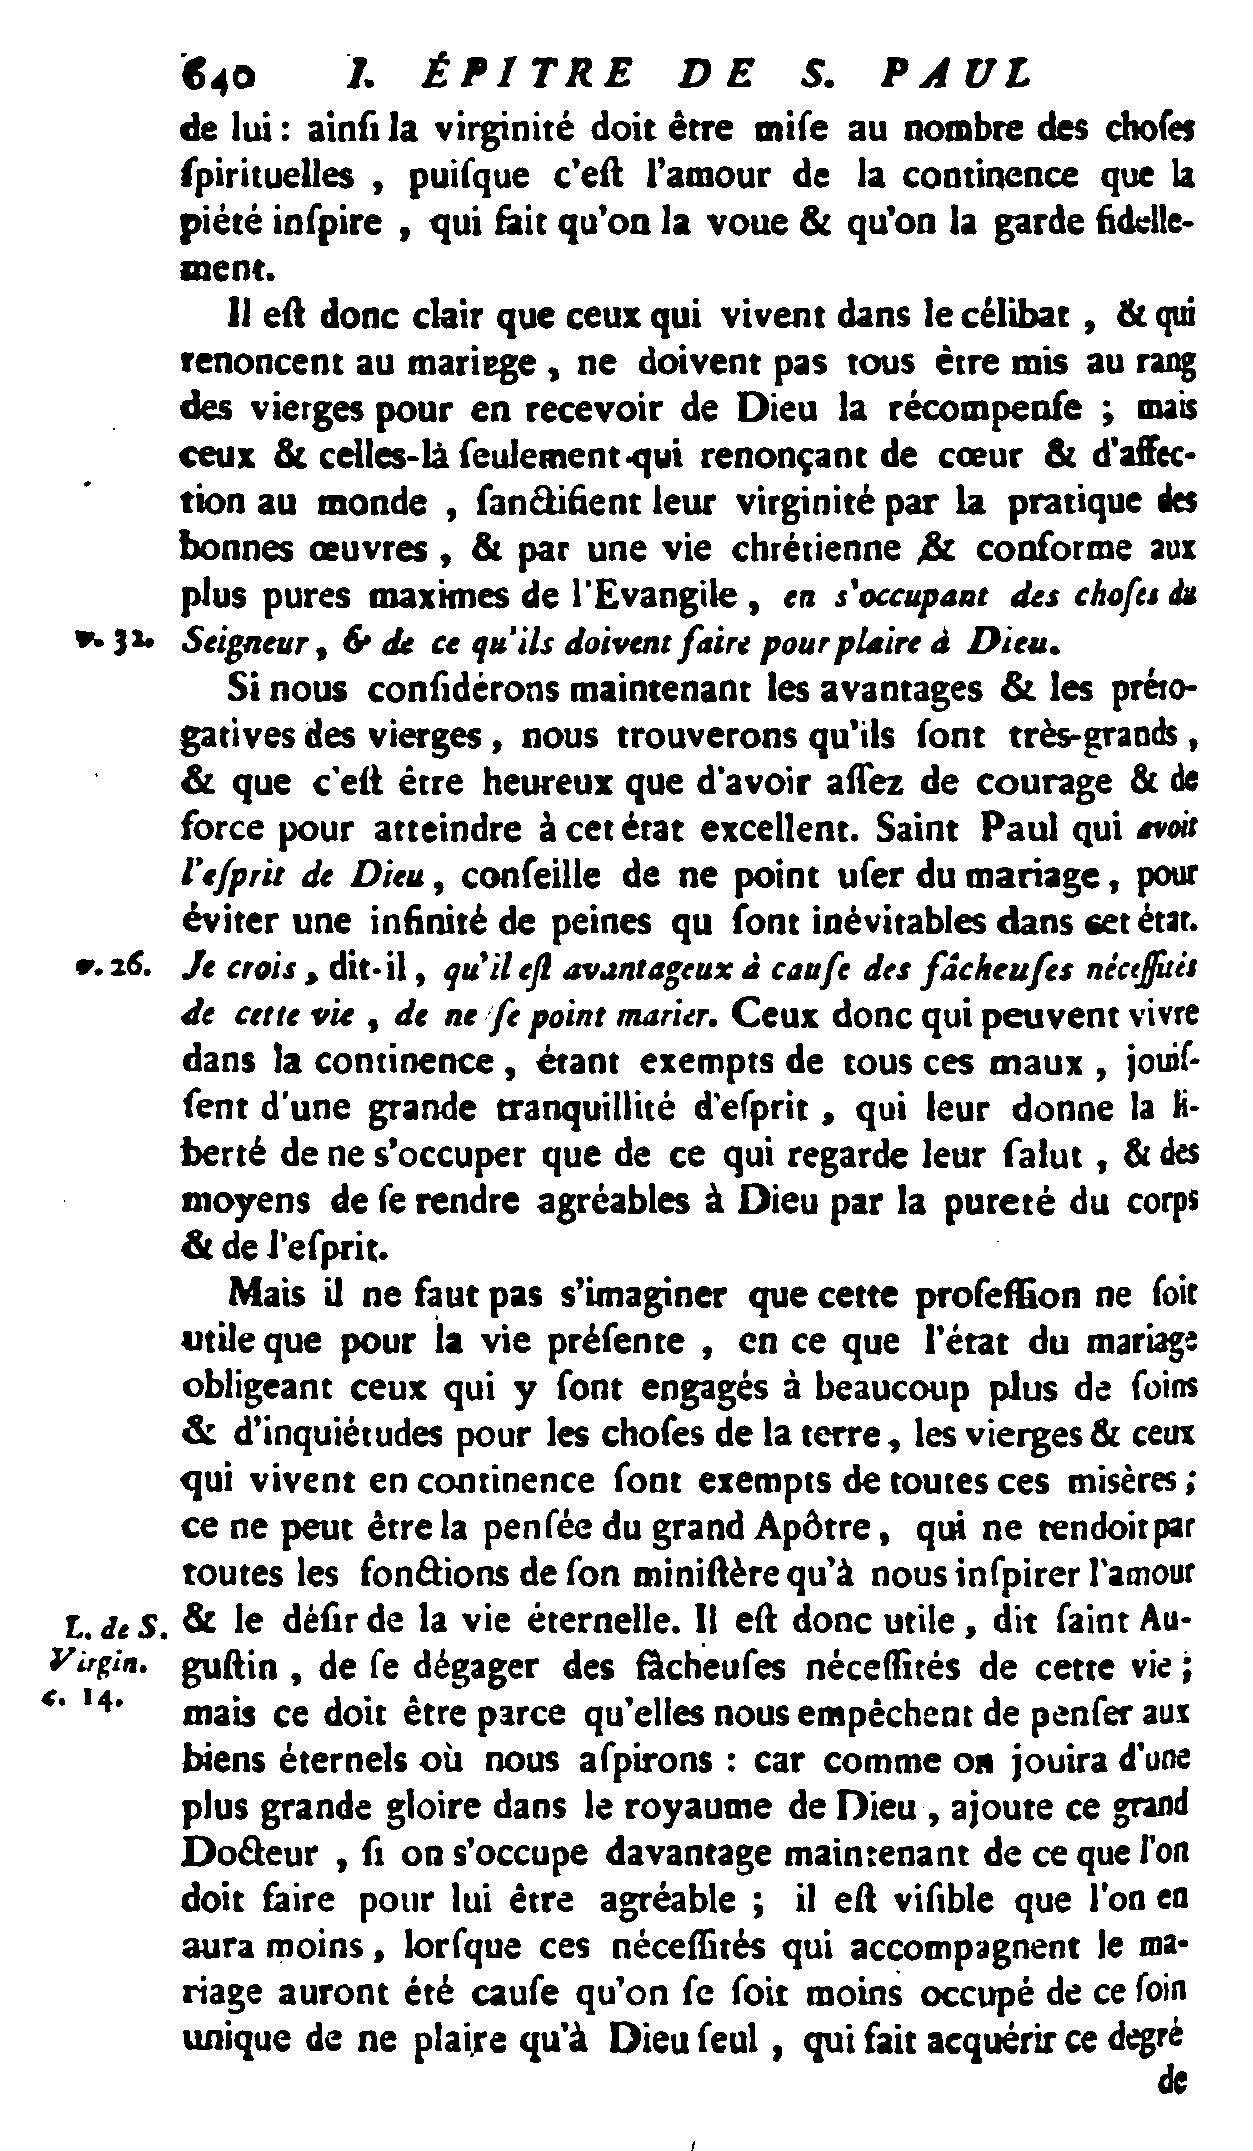 640 I. ÉPITRE DE S. PAUL
de lui : ainſi la virginité doit être miſe au nombre des choſes
ſpirituelles , puiſque c'eſt l'amour de la continence que la
piété inſpire , qui fait qu'on la voue & qu'on la garde fidelle-
ment.
Il eſt donc clair que ceux qui vivent dans le célibat , & qui
renoncent au mariage , ne doivent pas tous être mis au rang
des vierges pour en recevoir de Dieu la récompenſe ; mais
ceux & celles-là ſeulement qui renonçant de cœur & d'affec-
tion au monde , ſanctifient leur virginité par la pratique des
bonnes œuvres , & par une vie chrétienne & conforme aux
plus pures maximes de l'Evangile , en s'occupant des choſes du
v. 32. Seigneur , & de ce qu'ils doivent faire pour plaire à Dieu.
Si nous conſidérons maintenant les avantages & les préro-
gatives des vierges , nous trouverons qu'ils ſont très-grands ,
& que c'eſt être heureux que d'avoir aſſez de courage & de
force pour atteindre à cet état excellent. Saint Paul qui avoit
l'eſprit de Dieu , conſeille de ne point uſer du mariage , pour
éviter une infinité de peines qu ſont inévitables dans cet état.
v. 26. Je crois , dit-il , qu'il eſt avantageux à cauſe des fâcheuſes néceſſités
de cette vie , de ne ſe point marier. Ceux donc qui peuvent vivre
dans la continence , étant exempts de tous ces maux , jouiſ-
ſent d'une grande tranquillité d'eſprit , qui leur donne la li-
berté de ne s'occuper que de ce qui regarde leur ſalut , & des
moyens de ſe rendre agréables à Dieu par la pureté du corps
& de l'eſprit.
Mais il ne faut pas s'imaginer que cette profeſſion ne ſoit
utile que pour la vie préſente , en ce que l'état du mariage
obligeant ceux qui y ſont engagés à beaucoup plus de ſoins
& d'inquiétudes pour les choſes de la terre , les vierges & ceux
qui vivent en continence ſont exempts de toutes ces misères ;
ce ne peut être la penſée du grand Apôtre , qui ne tendoit par
toutes les fonctions de ſon miniſtère qu'à nous inſpirer l'amour
L. de S. & le déſir de la vie éternelle. Il eſt donc utile , dit ſaint Au-
Virgin. guſtin , de ſe dégager des fâcheuſes néceſſités de cette vie ;
c. 14. mais ce doit être parce qu'elles nous empêchent de penſer aux
biens éternels où nous aſpirons : car comme on jouira d'une
plus grande gloire dans le royaume de Dieu , ajoute ce grand
Docteur , ſi on s'occupe davantage maintenant de ce que l'on
doit faire pour lui être agréable ; il eſt viſible que l'on en
aura moins , lorſque ces néceſſités qui accompagnent le ma-
riage auront été cauſe qu'on ſe ſoit moins occupé de ce ſoin
unique de ne plaire qu'à Dieu ſeul , qui fait acquérir ce degré
de